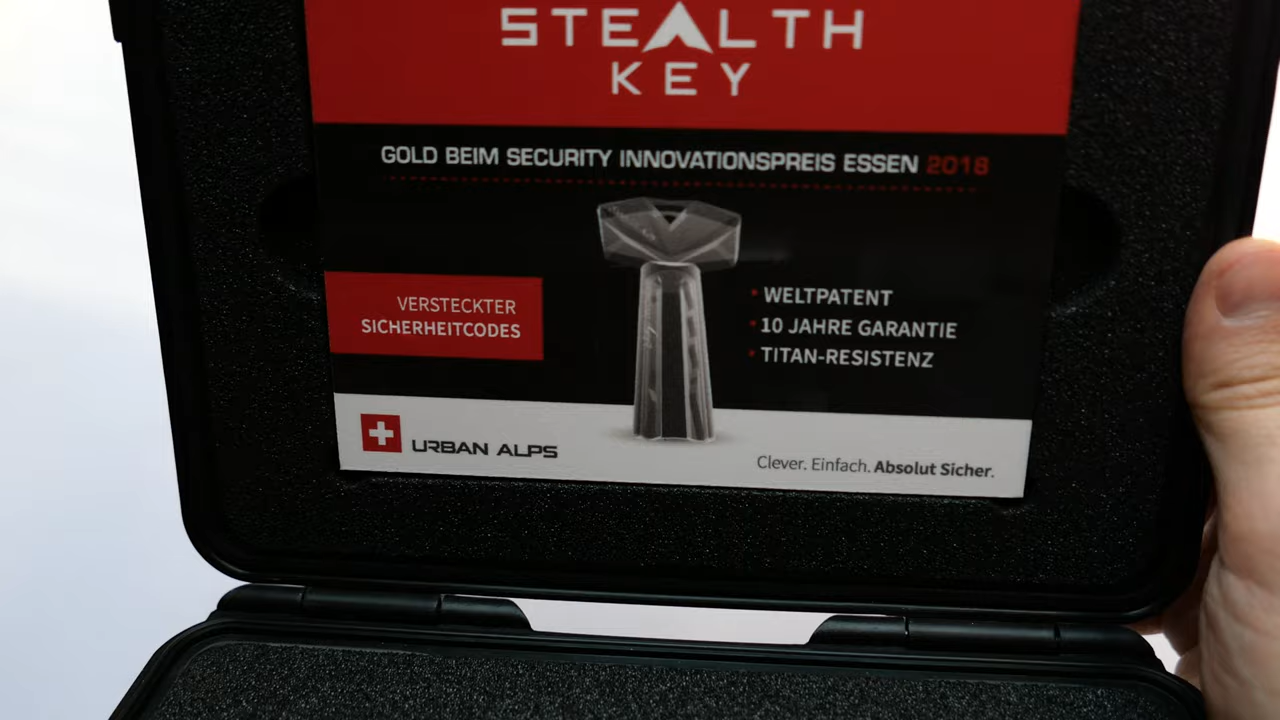 STEALTH
KEY
GOLD BEIM SECURITY INNOVATIONSPREIS ESSEN 2018
VERSTECKTER
SICHERHEITCODES
• WELTPATENT
• 10 JAHRE GARANTIE
• TITAN-RESISTENZ
URBAN ALPS
Clever. Einfach. Absolut Sicher.